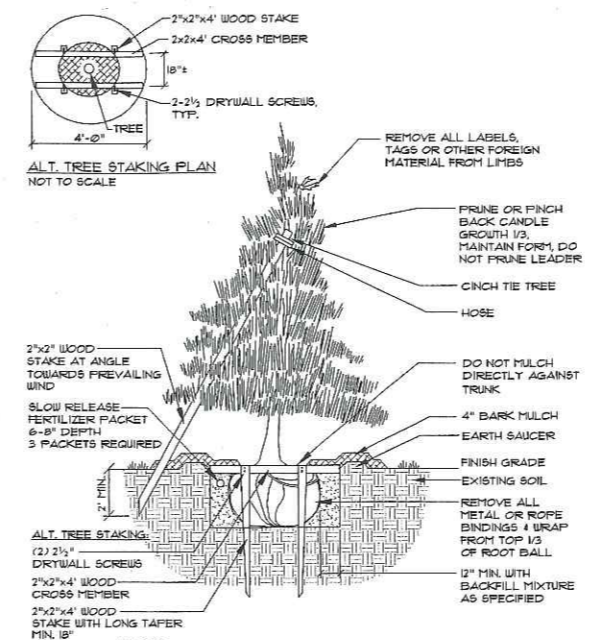 2"x2"x4' WOOD STAKE
2x2x4' CROSS MEMBER
18"±
2-2½ DRYWALL SCREWS,
TYP.
TREE
4'-0"
ALT. TREE STAKING PLAN
NOT TO SCALE
REMOVE ALL LABELS,
TAGS OR OTHER FOREIGN
MATERIAL FROM LIMBS
PRUNE OR PINCH
BACK CANDLE
GROWTH 1/3,
MAINTAIN FORM, DO
NOT PRUNE LEADER
CINCH TIE TREE
HOSE
2"x2" WOOD
STAKE AT ANGLE
TOWARDS PREVAILING
WIND
SLOW RELEASE
FERTILIZER PACKET
6-8" DEPTH
3 PACKETS REQUIRED
2' MIN.
DO NOT MULCH
DIRECTLY AGAINST
TRUNK
4" BARK MULCH
EARTH SAUCER
FINISH GRADE
EXISTING SOIL
REMOVE ALL
METAL OR ROPE
BINDINGS & WRAP
FROM TOP 1/3
OF ROOT BALL
12" MIN. WITH
BACKFILL MIXTURE
AS SPECIFIED
ALT. TREE STAKING:
(2) 2½"
DRYWALL SCREWS
2"x2"x4' WOOD
CROSS MEMBER
2"x2"x4' WOOD
STAKE WITH LONG TAPER
MIN. 18"